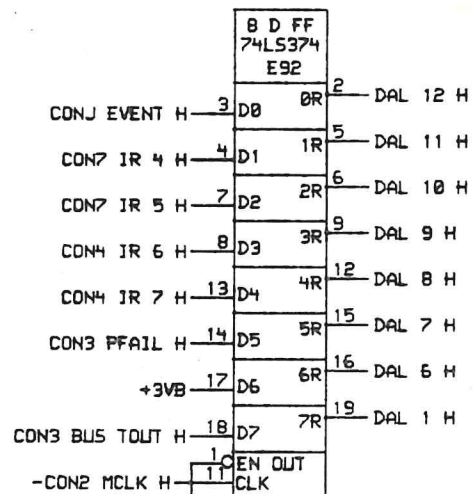 8 D FF
74LS374
E92
CONJ EVENT H 3 D0 0R 2 DAL 12 H
CON7 IR 4 H 4 D1 1R 5 DAL 11 H
CON7 IR 5 H 7 D2 2R 6 DAL 10 H
CON4 IR 6 H 8 D3 3R 9 DAL 9 H
CON4 IR 7 H 13 D4 4R 12 DAL 8 H
CON3 PFAIL H 14 D5 5R 15 DAL 7 H
+3VB 17 D6 6R 16 DAL 6 H
CON3 BUS TOUT H 18 D7 7R 19 DAL 1 H
1 EN OUT
-CON2 MCLK H 11 CLK